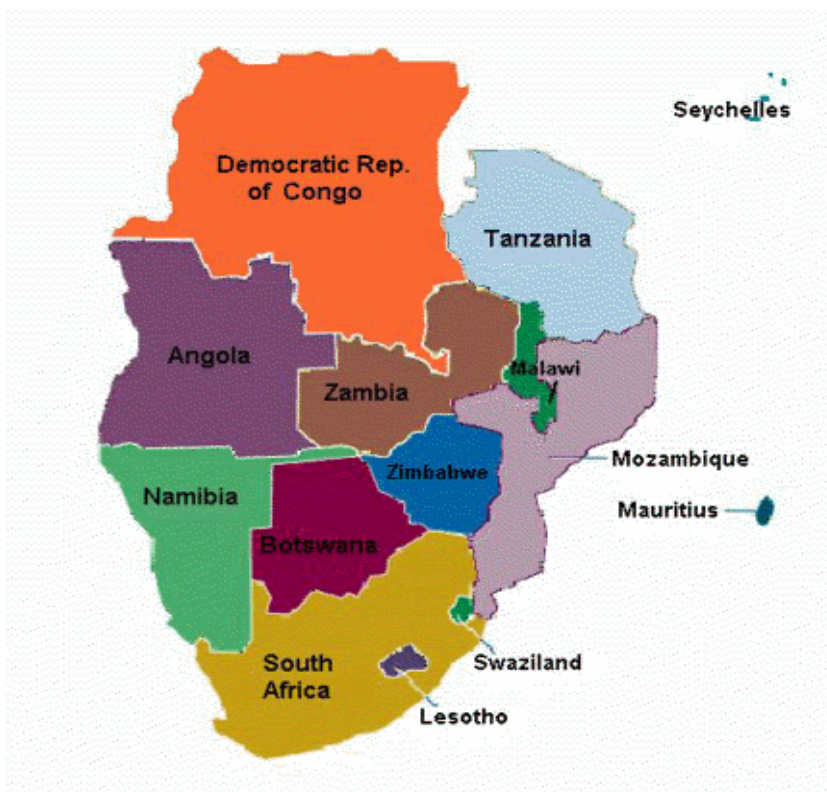 Seychelles
Democratic Rep.
of Congo
Tanzania
Angola
Malawi
Zambia
Mozambique
Zimbabwe
Namibia
Mauritius
Botswana
South
Africa
Swaziland
Lesotho